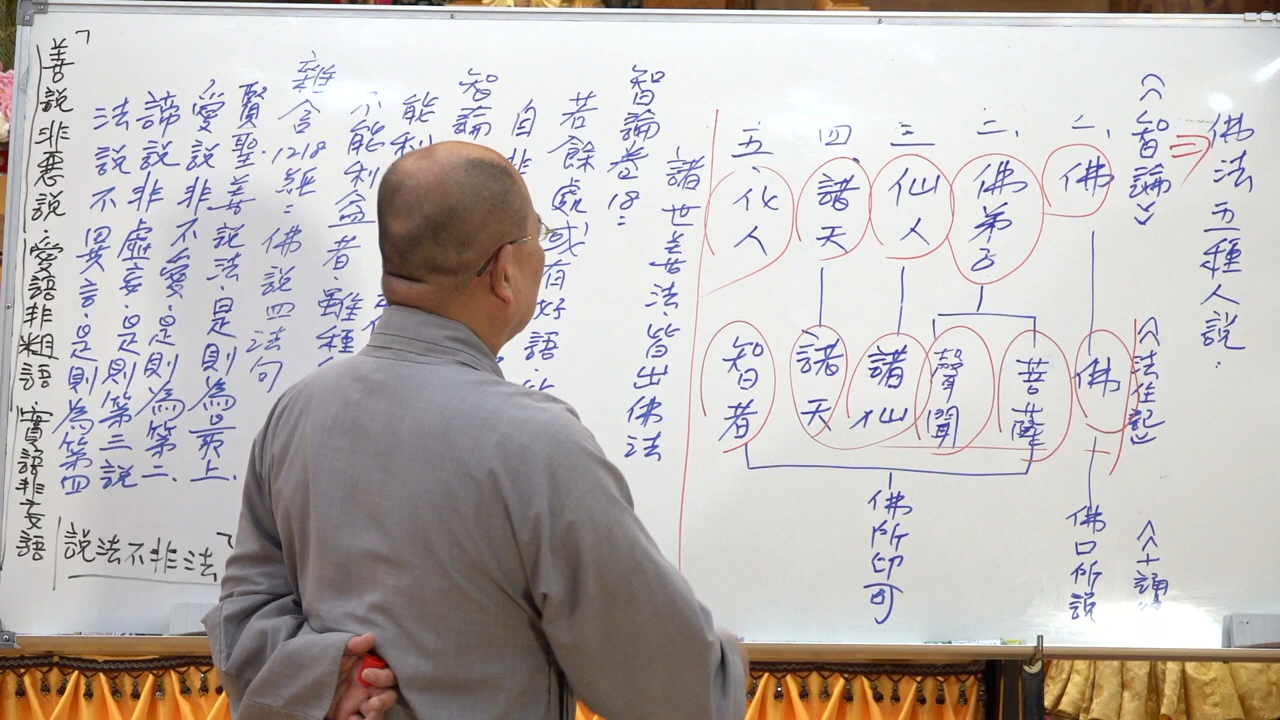 佛法五種人說.
《智論》
《法住記》
《十誦
一、佛
佛
佛口所說
二、佛弟子
菩薩
聲聞
三、仙人
諸仙
四、諸天
諸天
五、化人
智者
佛所印可
諸世善法.皆出佛法
智論卷18:
若餘處或有好語.
自非
智論
能利
不能利益者.雖種
雜含1218經:佛說四法句
賢聖.善說法.是則為最上.
愛說非不愛.是則為第二.
諦說非虛妄.是則第三說
法說不異言.是則為第四
「善說非惡說.愛語非粗語.實語非妄語
說法不非法」